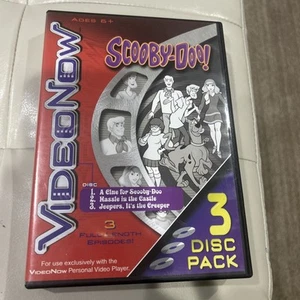 AGES 6+
VIDEONOW
SCOOBY-DOO!
DISC
1. A Clue for Scooby-Doo
2. Hassle in the Castle
3. Jeepers, It's the Creeper
3
FULL-LENGTH
EPISODES!
3
DISC
PACK
For use exclusively with the
VIDEONOW Personal Video Player.